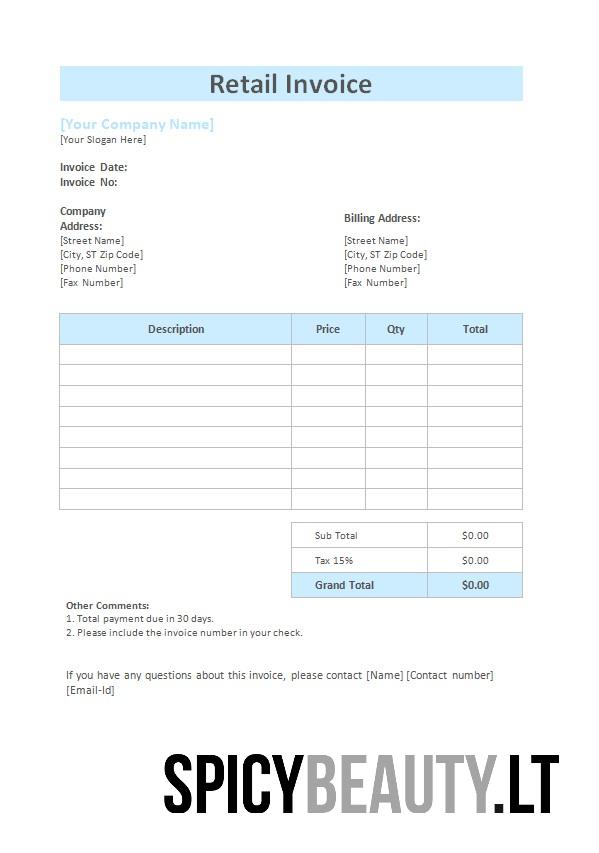 Retail Invoice
[Your Company Name]
[Your Slogan Here]
Invoice Date:
Invoice No:
Company
Address:
[Street Name]
[City, ST Zip Code]
[Phone Number]
[Fax Number]
Billing Address:
[Street Name]
[City, ST Zip Code]
[Phone Number]
[Fax Number]
Description Price Qty Total
Sub Total $0.00
Tax 15% $0.00
Grand Total $0.00
Other Comments:
1. Total payment due in 30 days.
2. Please include the invoice number in your check.
If you have any questions about this invoice, please contact [Name] [Contact number]
[Email-Id]
SPICYBEAUTY.LT